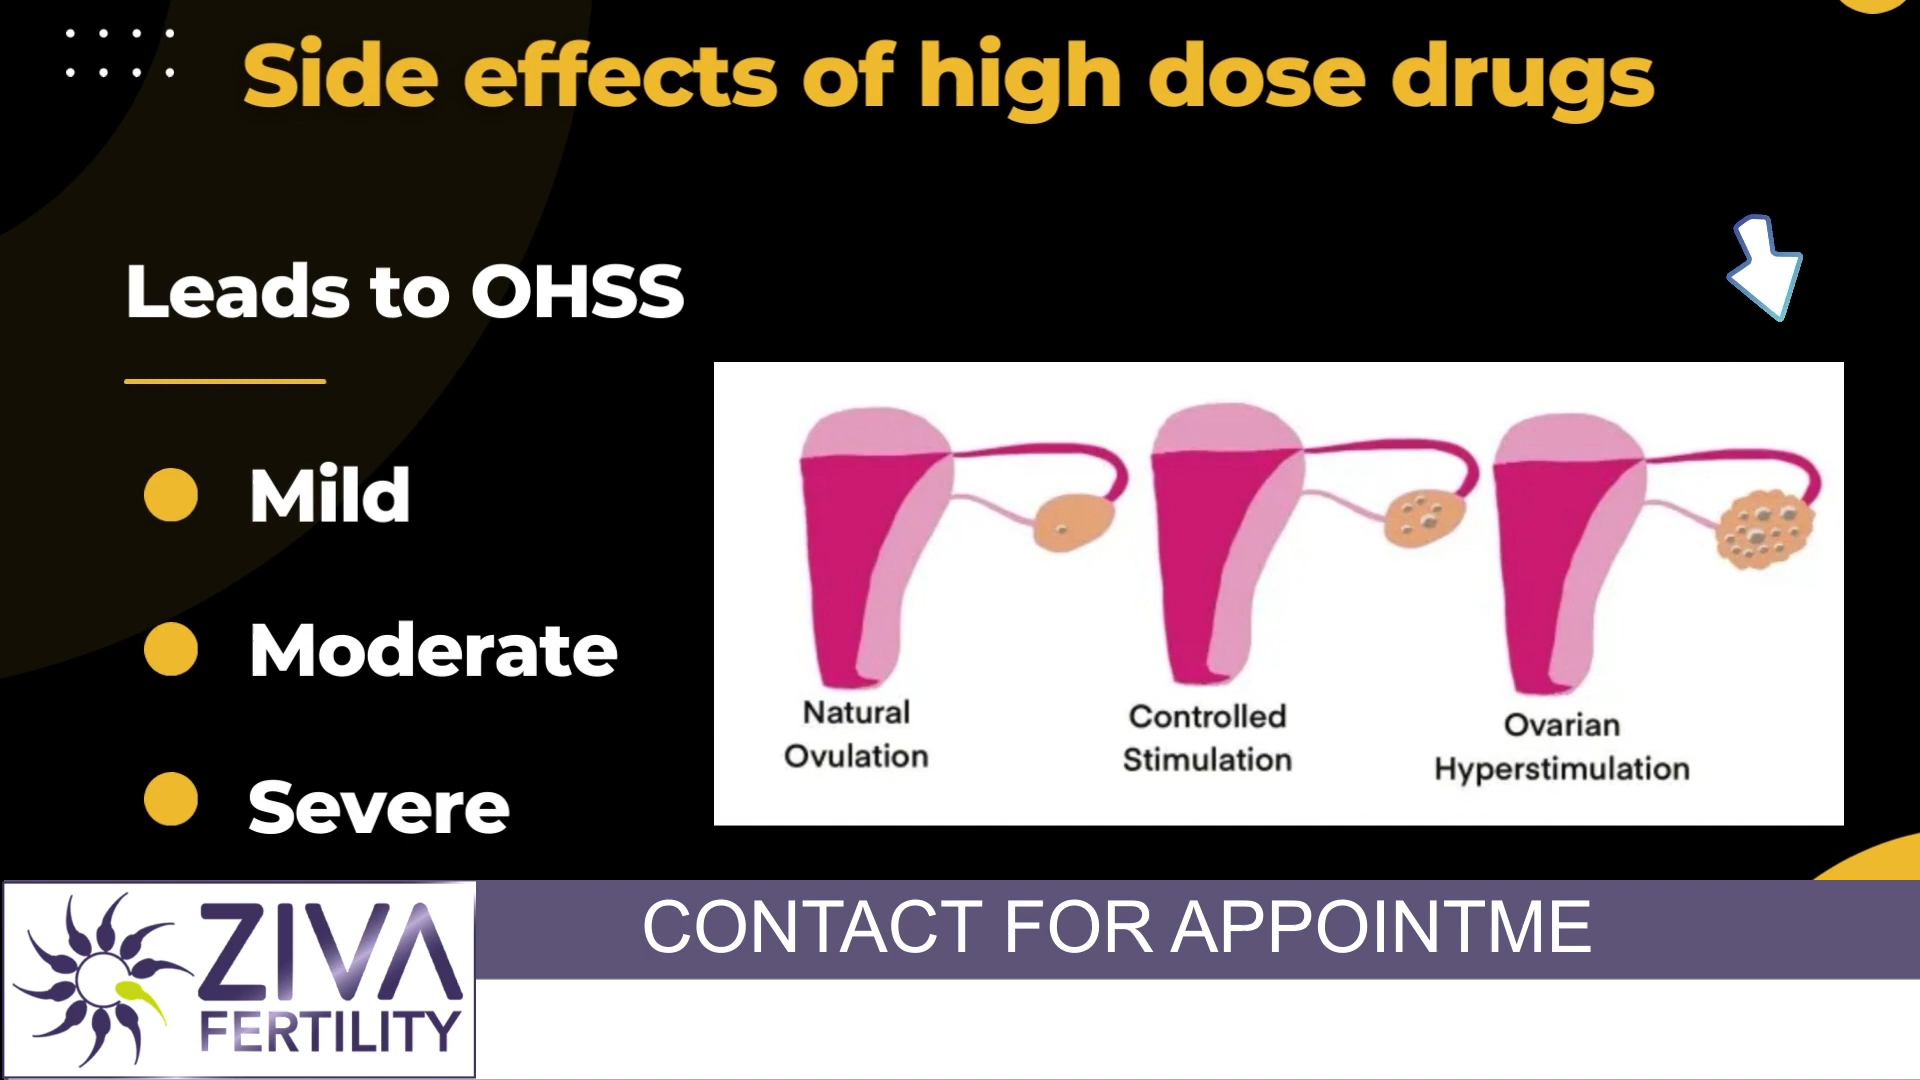 Side effects of high dose drugs
Leads to OHSS
Mild
Moderate
Severe
Natural
Ovulation
Controlled
Stimulation
Ovarian
Hyperstimulation
ZIVA
FERTILITY
CONTACT FOR APPOINTME